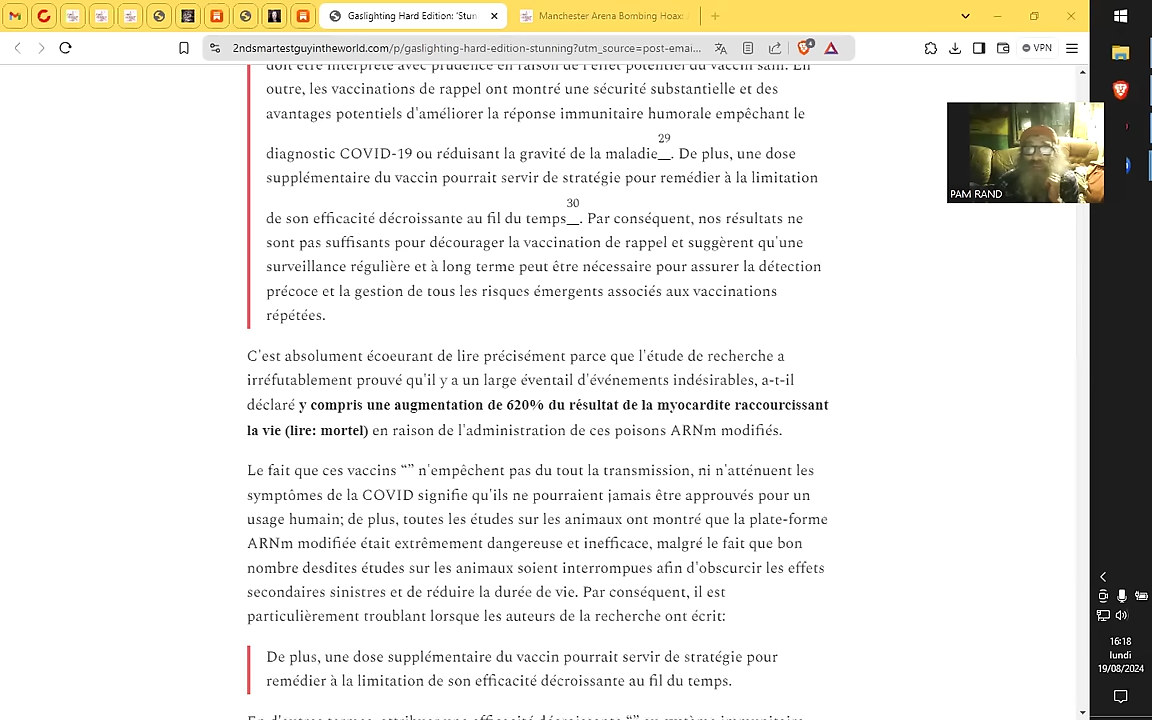 Gaslighting Hard Edition: ‘Stun
Manchester Arena Bombing Hoax:
2ndsmartestguyintheworld.com/p/gaslighting-hard-edition-stunning?utm_source=post-emai...
VPN
doit être interprété avec prudence en raison de l'effet potentiel du vaccin sain. En
outre, les vaccinations de rappel ont montré une sécurité substantielle et des
avantages potentiels d'améliorer la réponse immunitaire humorale empêchant le
diagnostic COVID-19 ou réduisant la gravité de la maladie29. De plus, une dose
supplémentaire du vaccin pourrait servir de stratégie pour remédier à la limitation
de son efficacité décroissante au fil du temps30. Par conséquent, nos résultats ne
sont pas suffisants pour décourager la vaccination de rappel et suggèrent qu'une
surveillance régulière et à long terme peut être nécessaire pour assurer la détection
précoce et la gestion de tous les risques émergents associés aux vaccinations
répétées.
C'est absolument écoeurant de lire précisément parce que l'étude de recherche a
irréfutablement prouvé qu'il y a un large éventail d'événements indésirables, a-t-il
déclaré y compris une augmentation de 620% du résultat de la myocardite raccourcissant
la vie (lire: mortel) en raison de l'administration de ces poisons ARNm modifiés.
Le fait que ces vaccins “” n'empêchent pas du tout la transmission, ni n'atténuent les
symptômes de la COVID signifie qu'ils ne pourraient jamais être approuvés pour un
usage humain; de plus, toutes les études sur les animaux ont montré que la plate-forme
ARNm modifiée était extrêmement dangereuse et inefficace, malgré le fait que bon
nombre desdites études sur les animaux soient interrompues afin d'obscurcir les effets
secondaires sinistres et de réduire la durée de vie. Par conséquent, il est
particulièrement troublant lorsque les auteurs de la recherche ont écrit:
De plus, une dose supplémentaire du vaccin pourrait servir de stratégie pour
remédier à la limitation de son efficacité décroissante au fil du temps.
En d'autres termes, attribuer une efficacité décroissante “” au système immunitaire
PAM RAND
16:18
lundi
19/08/2024